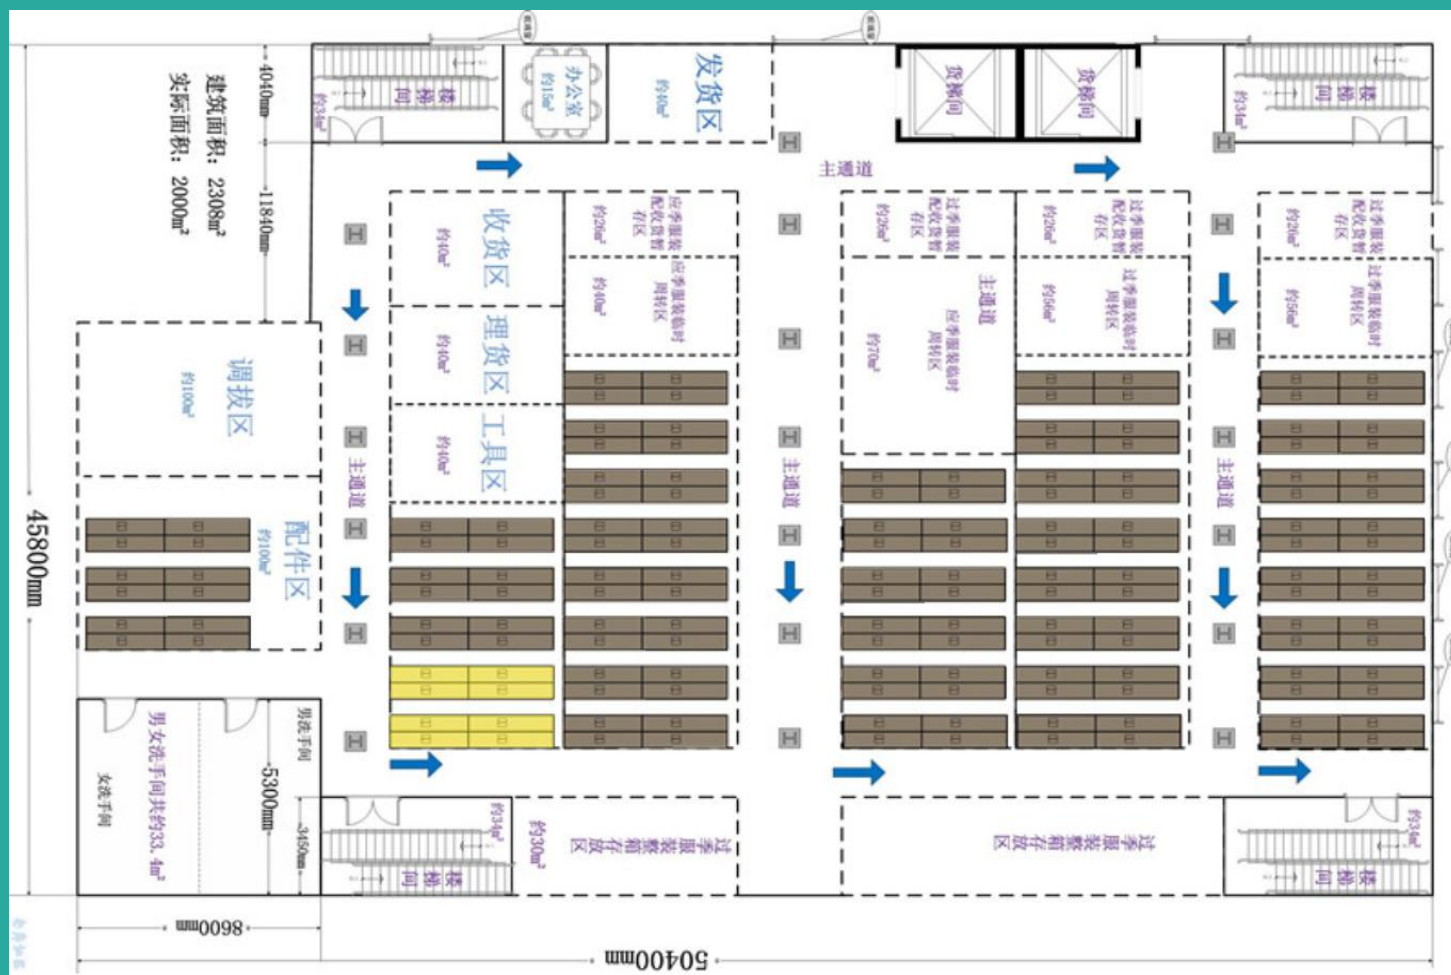 建筑面积：2308m²
实际面积：2000m²
4040mm
11840mm
45800mm
楼梯间
约34m²
办公室
约15m²
发货区
约40m²
货梯间
货梯间
楼梯间
约34m²
主通道
收货区
约40m²
应季服装
配收货暂
存区
约26m²
过季服装
配收货暂
存区
约26m²
过季服装
配收货暂
存区
约26m²
过季服装
配收货暂
存区
约26m²
理货区
约40m²
应季服装临时
周转区
约40m²
主通道
应季服装临时
周转区
约70m²
过季服装临时
周转区
约56m²
过季服装临时
周转区
约56m²
调拔区
约100m²
工具区
约40m²
主通道
主通道
主通道
配件区
约100m²
男洗手间
男女洗手间共约33.4m²
女洗手间
5300mm
3450mm
楼梯间
约34m²
过季
服装
整箱
存放
区
约30m²
过季
服装
整箱
存放
区
楼梯间
约34m²
8600mm
50400mm